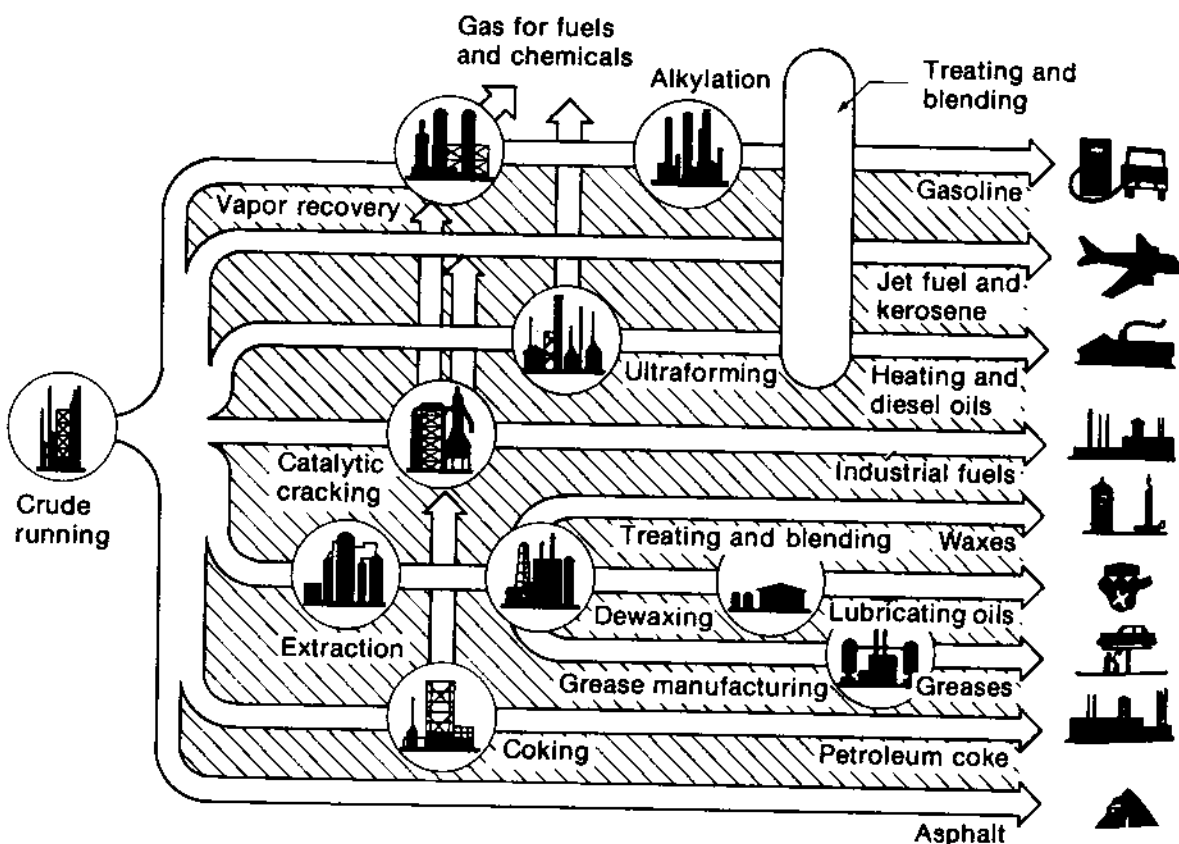 Gas for fuels
and chemicals
Alkylation
Treating and
blending
Gasoline
Vapor recovery
Jet fuel and
kerosene
Ultraforming
Heating and
diesel oils
Catalytic
cracking
Industrial fuels
Crude
running
Treating and blending
Waxes
Dewaxing
Lubricating oils
Extraction
Grease manufacturing
Greases
Coking
Petroleum coke
Asphalt